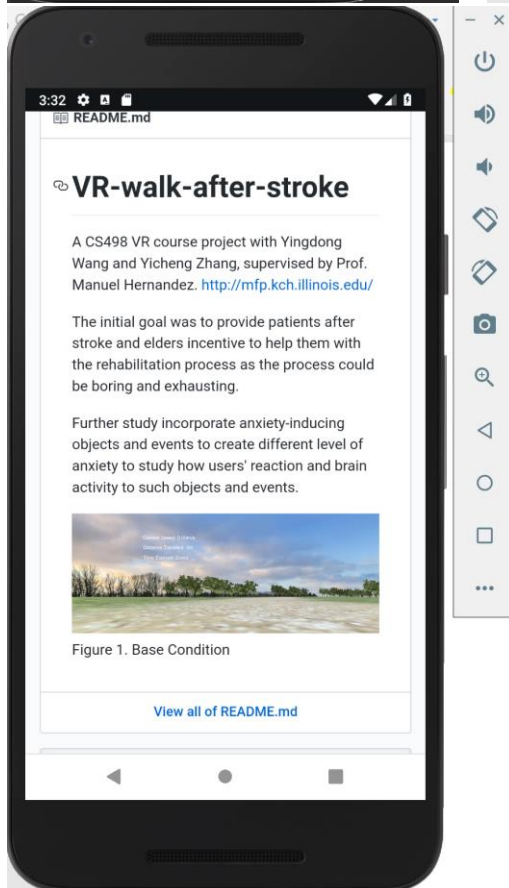 3:32
README.md
VR-walk-after-stroke
A CS498 VR course project with Yingdong
Wang and Yicheng Zhang, supervised by Prof.
Manuel Hernandez. http://mfp.kch.illinois.edu/
The initial goal was to provide patients after
stroke and elders incentive to help them with
the rehabilitation process as the process could
be boring and exhausting.
Further study incorporate anxiety-inducing
objects and events to create different level of
anxiety to study how users' reaction and brain
activity to such objects and events.
Figure 1. Base Condition
View all of README.md